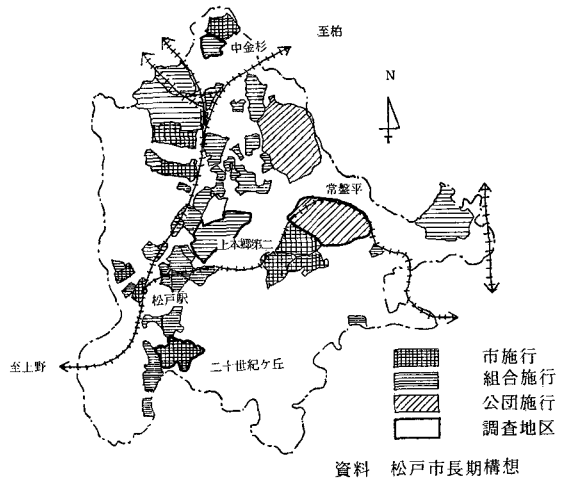 中金杉
至柏
N
常盤平
上本郷第二
松戸駅
至上野
二十世紀ケ丘
市施行
組合施行
公団施行
調査地区
資料 松戸市長期構想